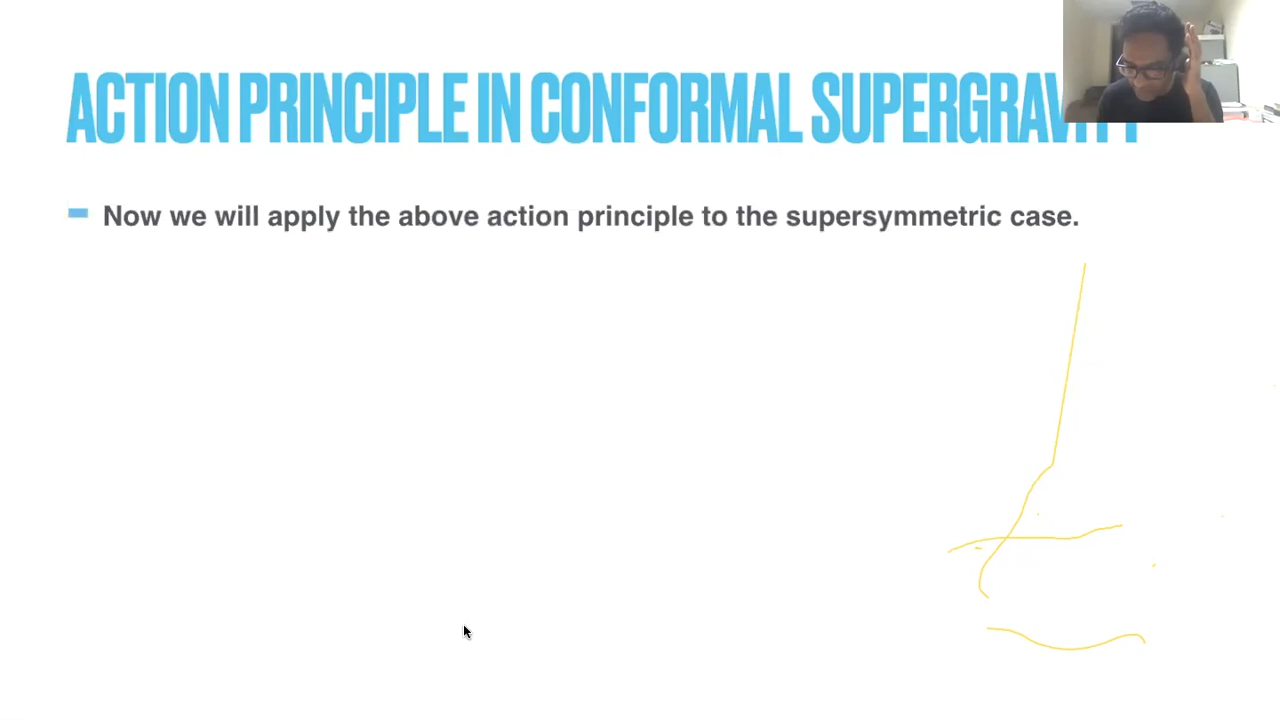 ACTION PRINCIPLE IN CONFORMAL SUPERGRAVITY
Now we will apply the above action principle to the supersymmetric case.